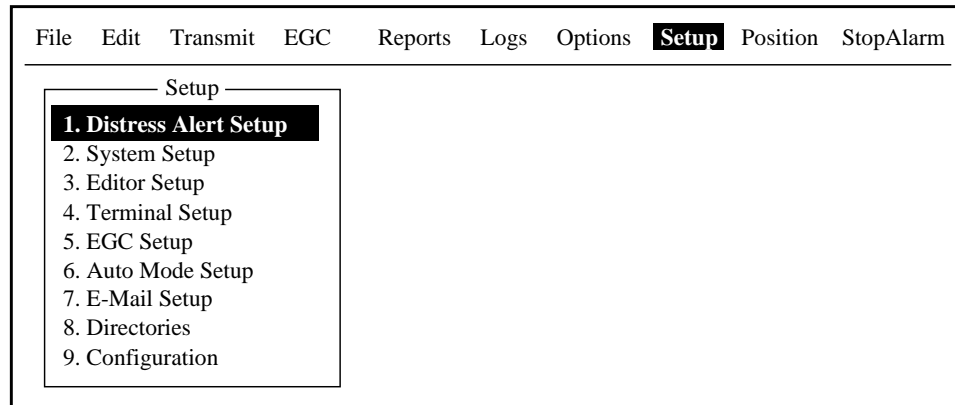 File Edit Transmit EGC Reports Logs Options Setup Position StopAlarm
Setup
1. Distress Alert Setup
2. System Setup
3. Editor Setup
4. Terminal Setup
5. EGC Setup
6. Auto Mode Setup
7. E-Mail Setup
8. Directories
9. Configuration